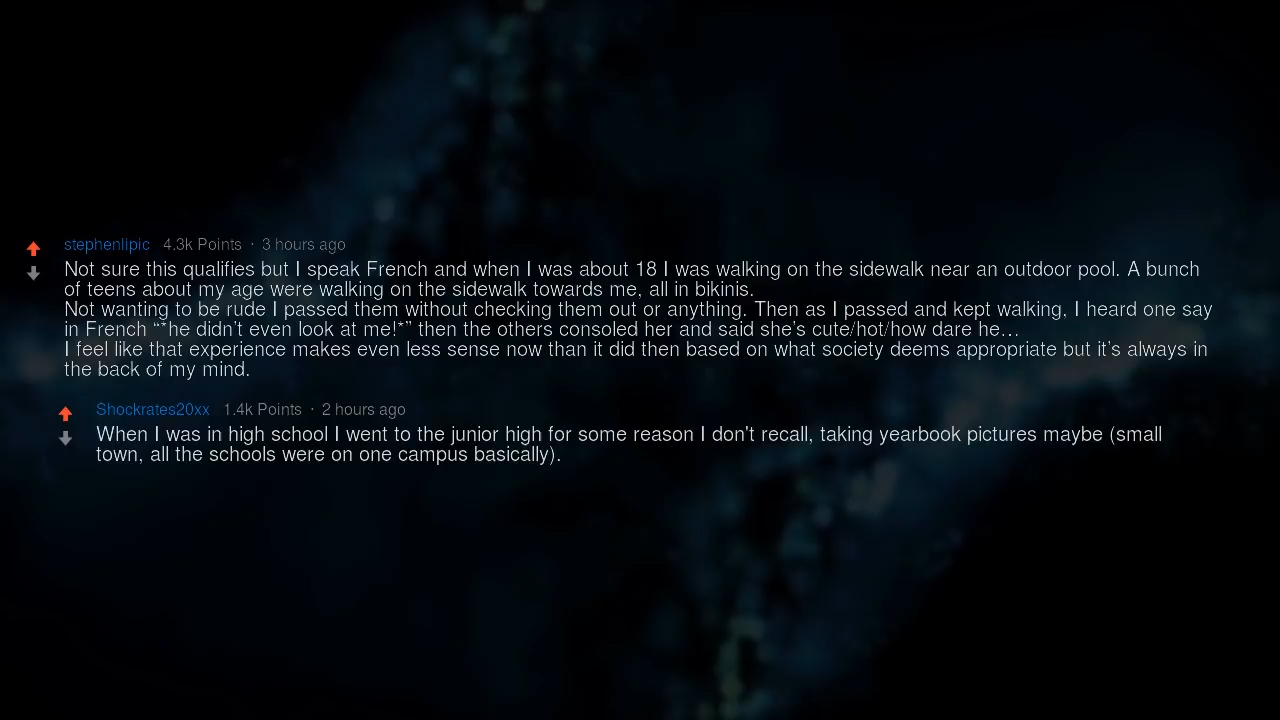 stephenlipic 4.3k Points · 3 hours ago
Not sure this qualifies but I speak French and when I was about 18 I was walking on the sidewalk near an outdoor pool. A bunch
of teens about my age were walking on the sidewalk towards me, all in bikinis.
Not wanting to be rude I passed them without checking them out or anything. Then as I passed and kept walking, I heard one say
in French “*he didn’t even look at me!*” then the others consoled her and said she’s cute/hot/how dare he…
I feel like that experience makes even less sense now than it did then based on what society deems appropriate but it’s always in
the back of my mind.
Shockrates20xx 1.4k Points · 2 hours ago
When I was in high school I went to the junior high for some reason I don't recall, taking yearbook pictures maybe (small
town, all the schools were on one campus basically).